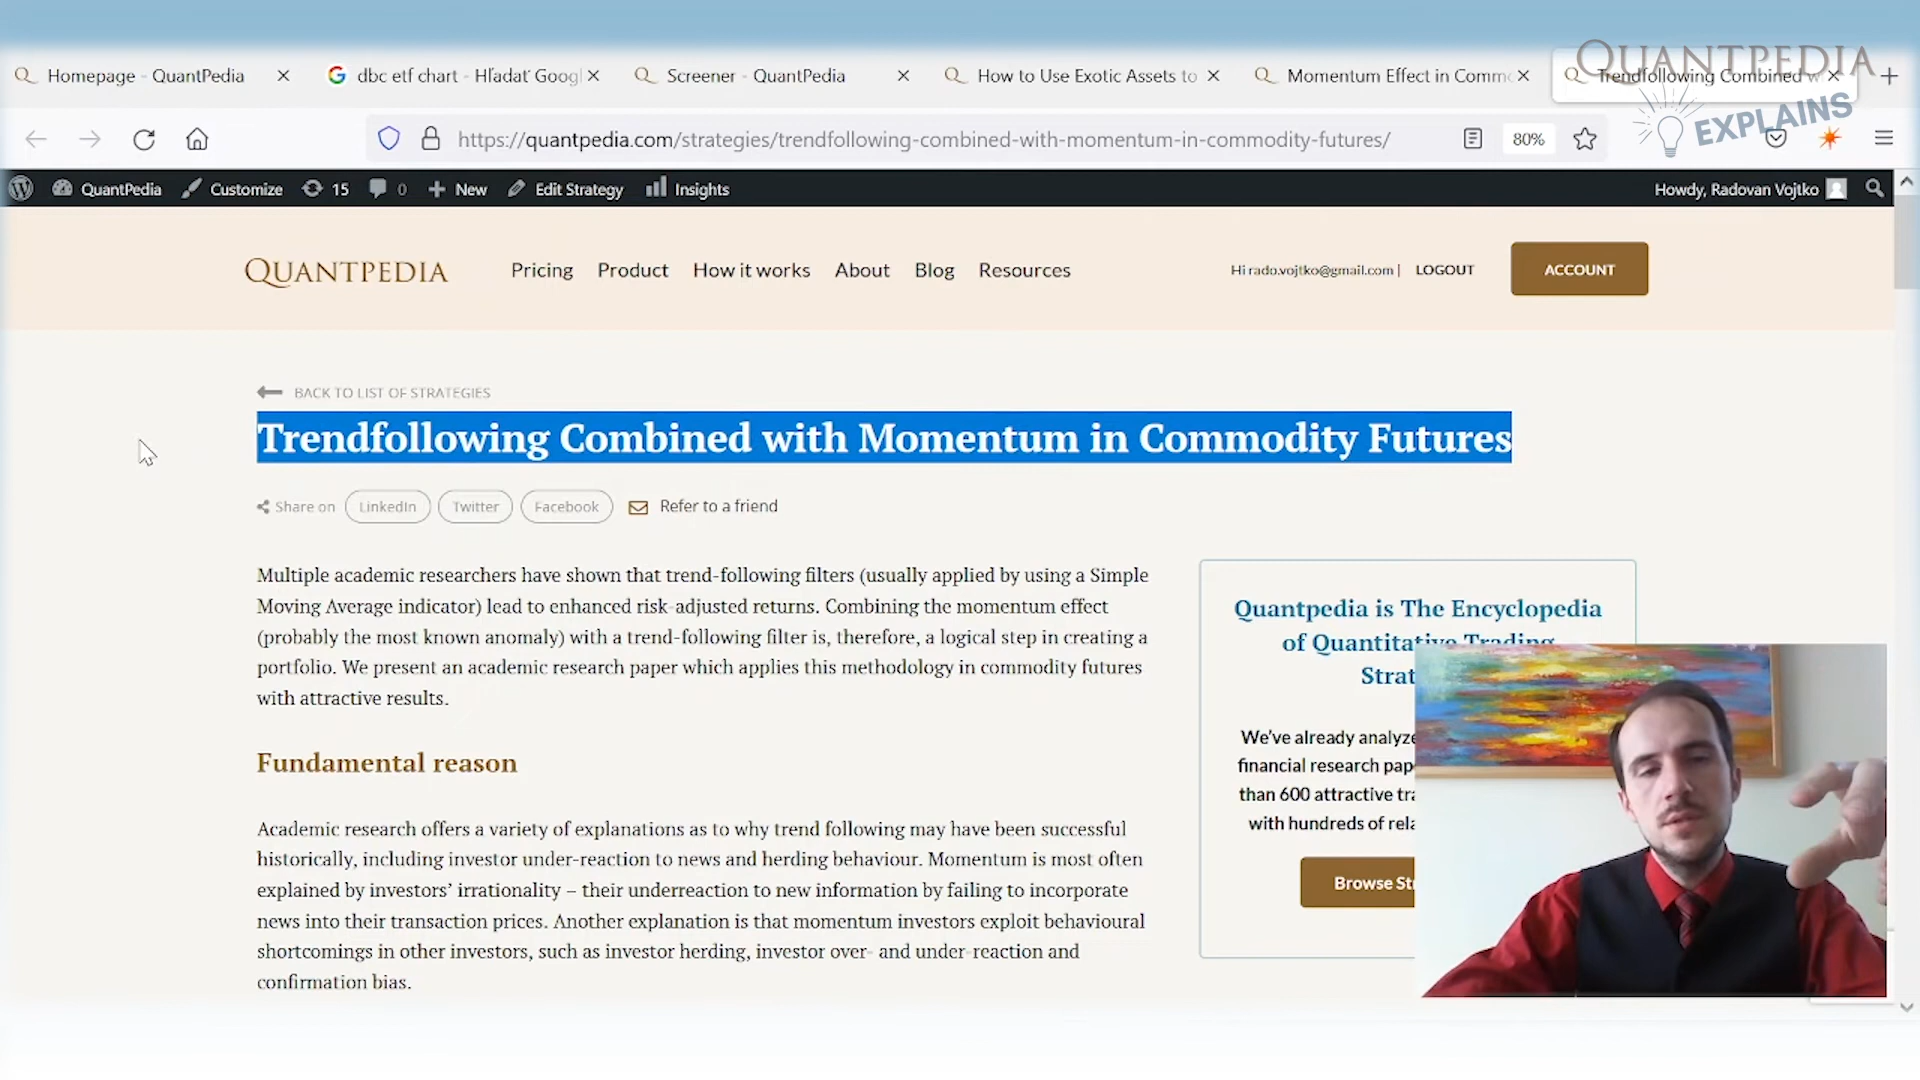 QUANTPEDIA
EXPLAINS
Homepage - QuantPedia
dbc etf chart - Hľadať Goog
Screener - QuantPedia
How to Use Exotic Assets to
Momentum Effect in Commo
Trendfollowing Combined w
https://quantpedia.com/strategies/trendfollowing-combined-with-momentum-in-commodity-futures/
80%
QuantPedia
Customize
15
0
New
Edit Strategy
Insights
Howdy, Radovan Vojtko
QUANTPEDIA
Pricing
Product
How it works
About
Blog
Resources
Hi rado.vojtko@gmail.com |
LOGOUT
ACCOUNT
BACK TO LIST OF STRATEGIES
Trendfollowing Combined with Momentum in Commodity Futures
Share on
LinkedIn
Twitter
Facebook
Refer to a friend
Multiple academic researchers have shown that trend-following filters (usually applied by using a Simple
Moving Average indicator) lead to enhanced risk-adjusted returns. Combining the momentum effect
(probably the most known anomaly) with a trend-following filter is, therefore, a logical step in creating a
portfolio. We present an academic research paper which applies this methodology in commodity futures
with attractive results.
Fundamental reason
Academic research offers a variety of explanations as to why trend following may have been successful
historically, including investor under-reaction to news and herding behaviour. Momentum is most often
explained by investors' irrationality – their underreaction to new information by failing to incorporate
news into their transaction prices. Another explanation is that momentum investors exploit behavioural
shortcomings in other investors, such as investor herding, investor over- and under-reaction and
confirmation bias.
Quantpedia is The Encyclopedia
of Quantitative Trading
Strat
We've already analyze
financial research pap
than 600 attractive tra
with hundreds of rela
Browse Str